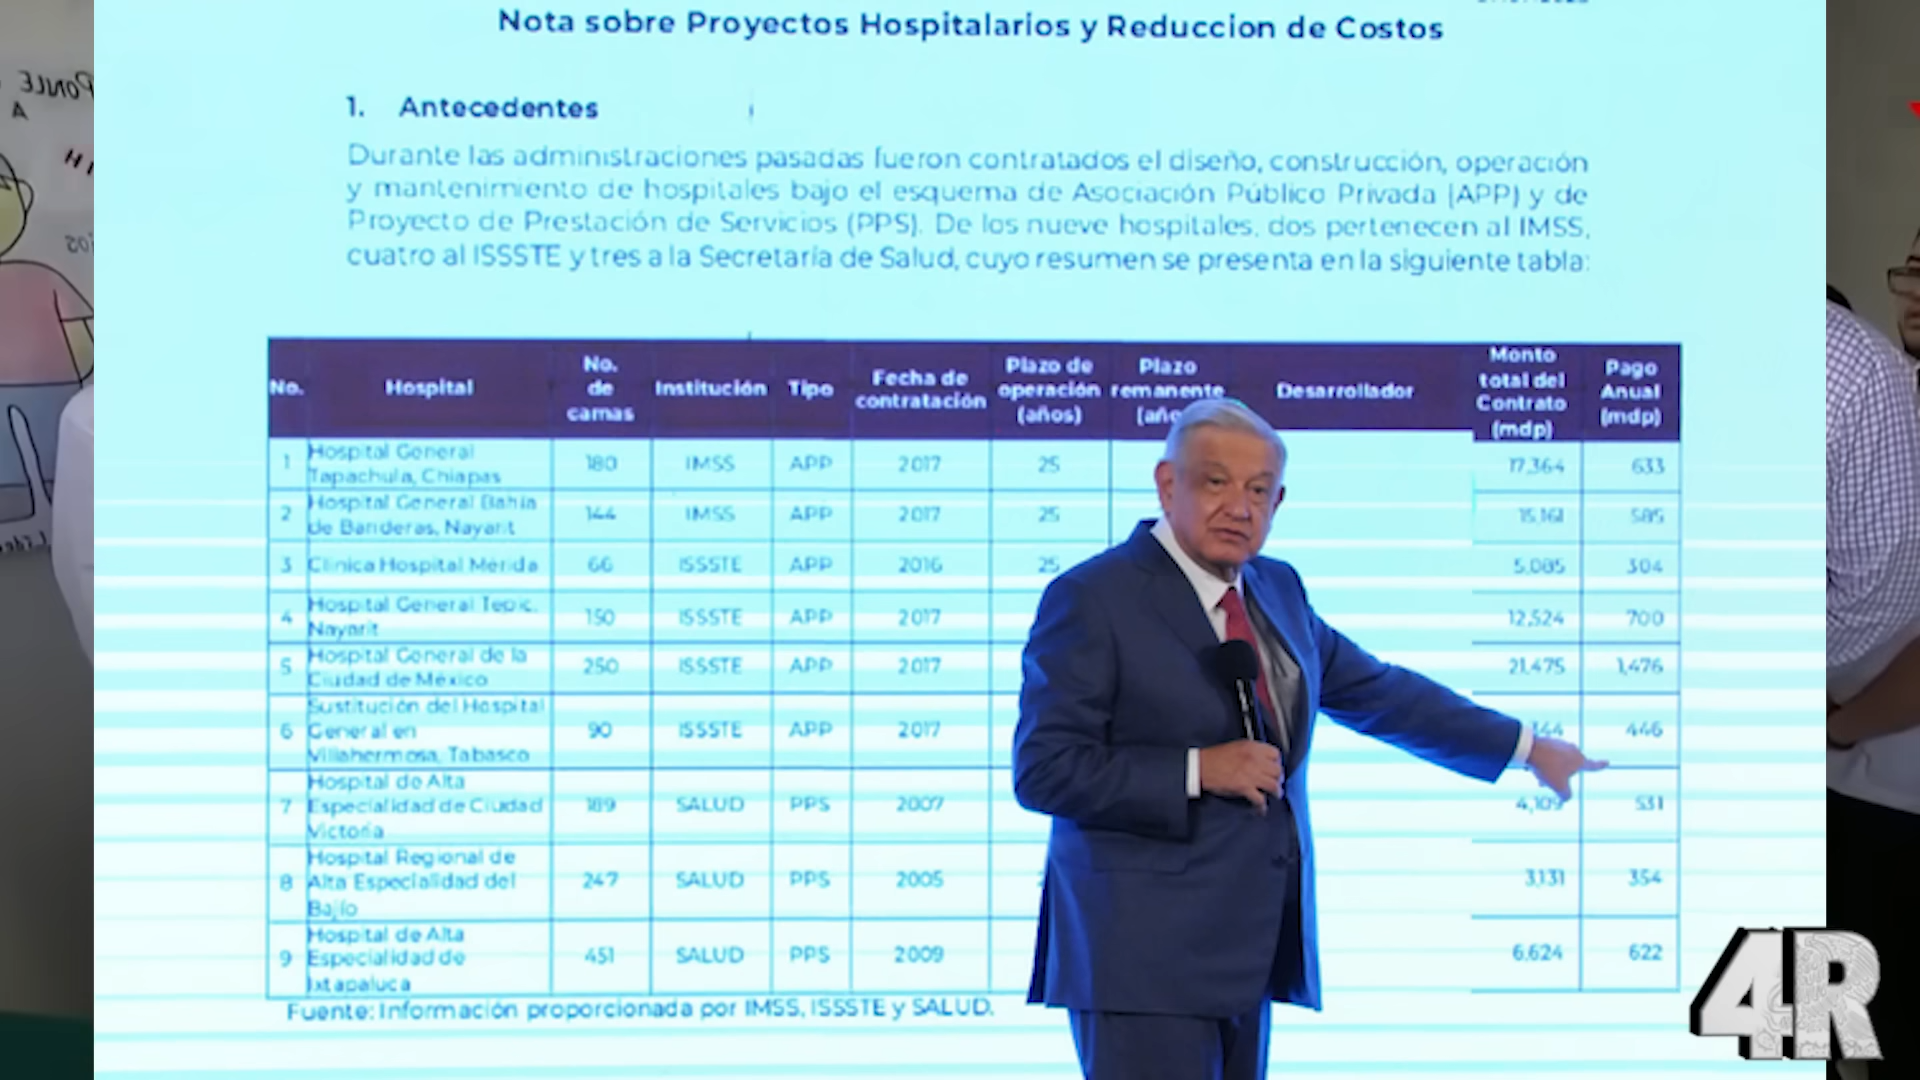 Nota sobre Proyectos Hospitalarios y Reduccion de Costos
1. Antecedentes
Durante las administraciones pasadas fueron contratados el diseño, construcción, operación
y mantenimiento de hospitales bajo el esquema de Asociación Público Privada (APP) y de
Proyecto de Prestación de Servicios (PPS). De los nueve hospitales, dos pertenecen al IMSS,
cuatro al ISSSTE y tres a la Secretaría de Salud, cuyo resumen se presenta en la siguiente tabla:
No. Hospital No. de camas Institución Tipo Fecha de contratación Plazo de operación (años) Plazo remanente Desarrollador Monto total del Contrato (mdp) Pago Anual (mdp)
1 Hospital General Tapachula, Chiapas 180 IMSS APP 2017 25 17,364 633
2 Hospital General Bahía de Banderas, Nayarit 144 IMSS APP 2017 25 15,161 585
3 Clínica Hospital Mérida 66 ISSSTE APP 2016 25 5,085 304
4 Hospital General Tepic, Nayarit 150 ISSSTE APP 2017 12,524 700
5 Hospital General de la Ciudad de México 250 ISSSTE APP 2017 21,475 1,476
6 Sustitución del Hospital General en Villahermosa, Tabasco 90 ISSSTE APP 2017 446
7 Hospital de Alta Especialidad de Ciudad Victoria 189 SALUD PPS 2007 4,109 531
8 Hospital Regional de Alta Especialidad del Bajío 247 SALUD PPS 2005 3,131 354
9 Hospital de Alta Especialidad de Ixtapaluca 451 SALUD PPS 2009 6,624 622
Fuente: Información proporcionada por IMSS, ISSSTE y SALUD.
4R